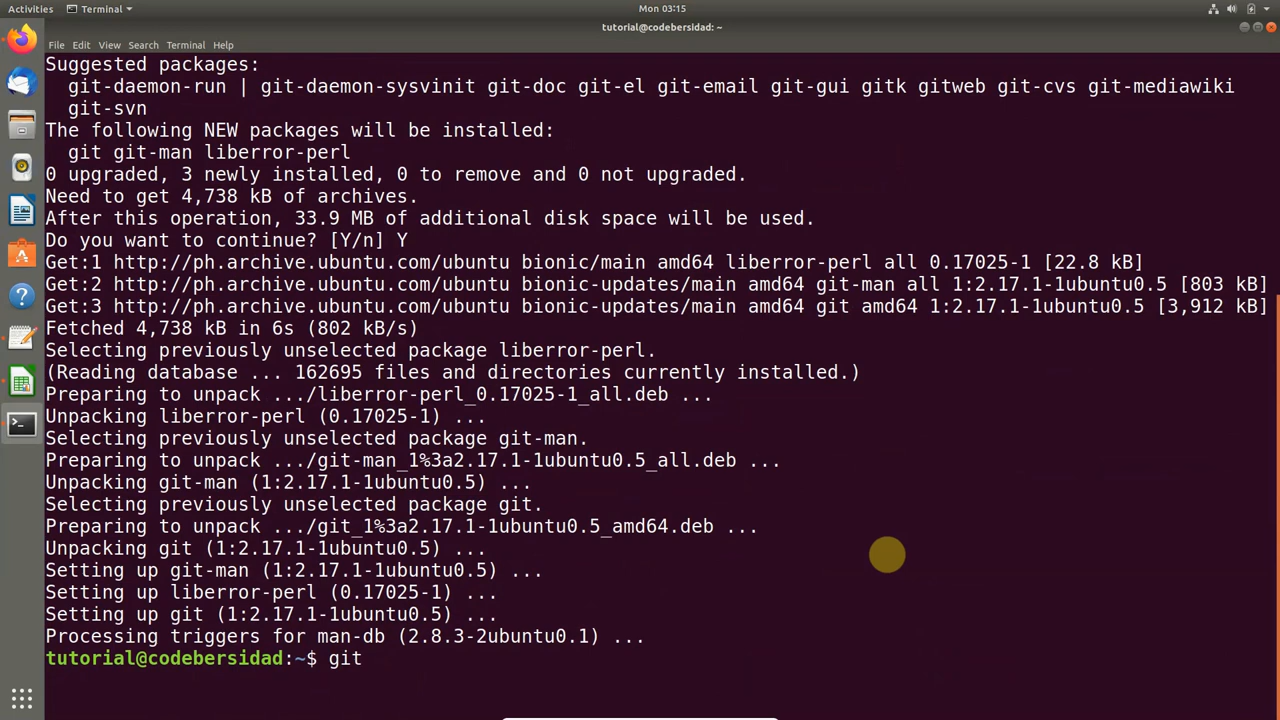 Activities Terminal Mon 03:15
tutorial@codebersidad: ~
File Edit View Search Terminal Help
Suggested packages:
  git-daemon-run | git-daemon-sysvinit git-doc git-el git-email git-gui gitk gitweb git-cvs git-mediawiki
  git-svn
The following NEW packages will be installed:
  git git-man liberror-perl
0 upgraded, 3 newly installed, 0 to remove and 0 not upgraded.
Need to get 4,738 kB of archives.
After this operation, 33.9 MB of additional disk space will be used.
Do you want to continue? [Y/n] Y
Get:1 http://ph.archive.ubuntu.com/ubuntu bionic/main amd64 liberror-perl all 0.17025-1 [22.8 kB]
Get:2 http://ph.archive.ubuntu.com/ubuntu bionic-updates/main amd64 git-man all 1:2.17.1-1ubuntu0.5 [803 kB]
Get:3 http://ph.archive.ubuntu.com/ubuntu bionic-updates/main amd64 git amd64 1:2.17.1-1ubuntu0.5 [3,912 kB]
Fetched 4,738 kB in 6s (802 kB/s)
Selecting previously unselected package liberror-perl.
(Reading database ... 162695 files and directories currently installed.)
Preparing to unpack .../liberror-perl_0.17025-1_all.deb ...
Unpacking liberror-perl (0.17025-1) ...
Selecting previously unselected package git-man.
Preparing to unpack .../git-man_1%3a2.17.1-1ubuntu0.5_all.deb ...
Unpacking git-man (1:2.17.1-1ubuntu0.5) ...
Selecting previously unselected package git.
Preparing to unpack .../git_1%3a2.17.1-1ubuntu0.5_amd64.deb ...
Unpacking git (1:2.17.1-1ubuntu0.5) ...
Setting up git-man (1:2.17.1-1ubuntu0.5) ...
Setting up liberror-perl (0.17025-1) ...
Setting up git (1:2.17.1-1ubuntu0.5) ...
Processing triggers for man-db (2.8.3-2ubuntu0.1) ...
tutorial@codebersidad:~$ git